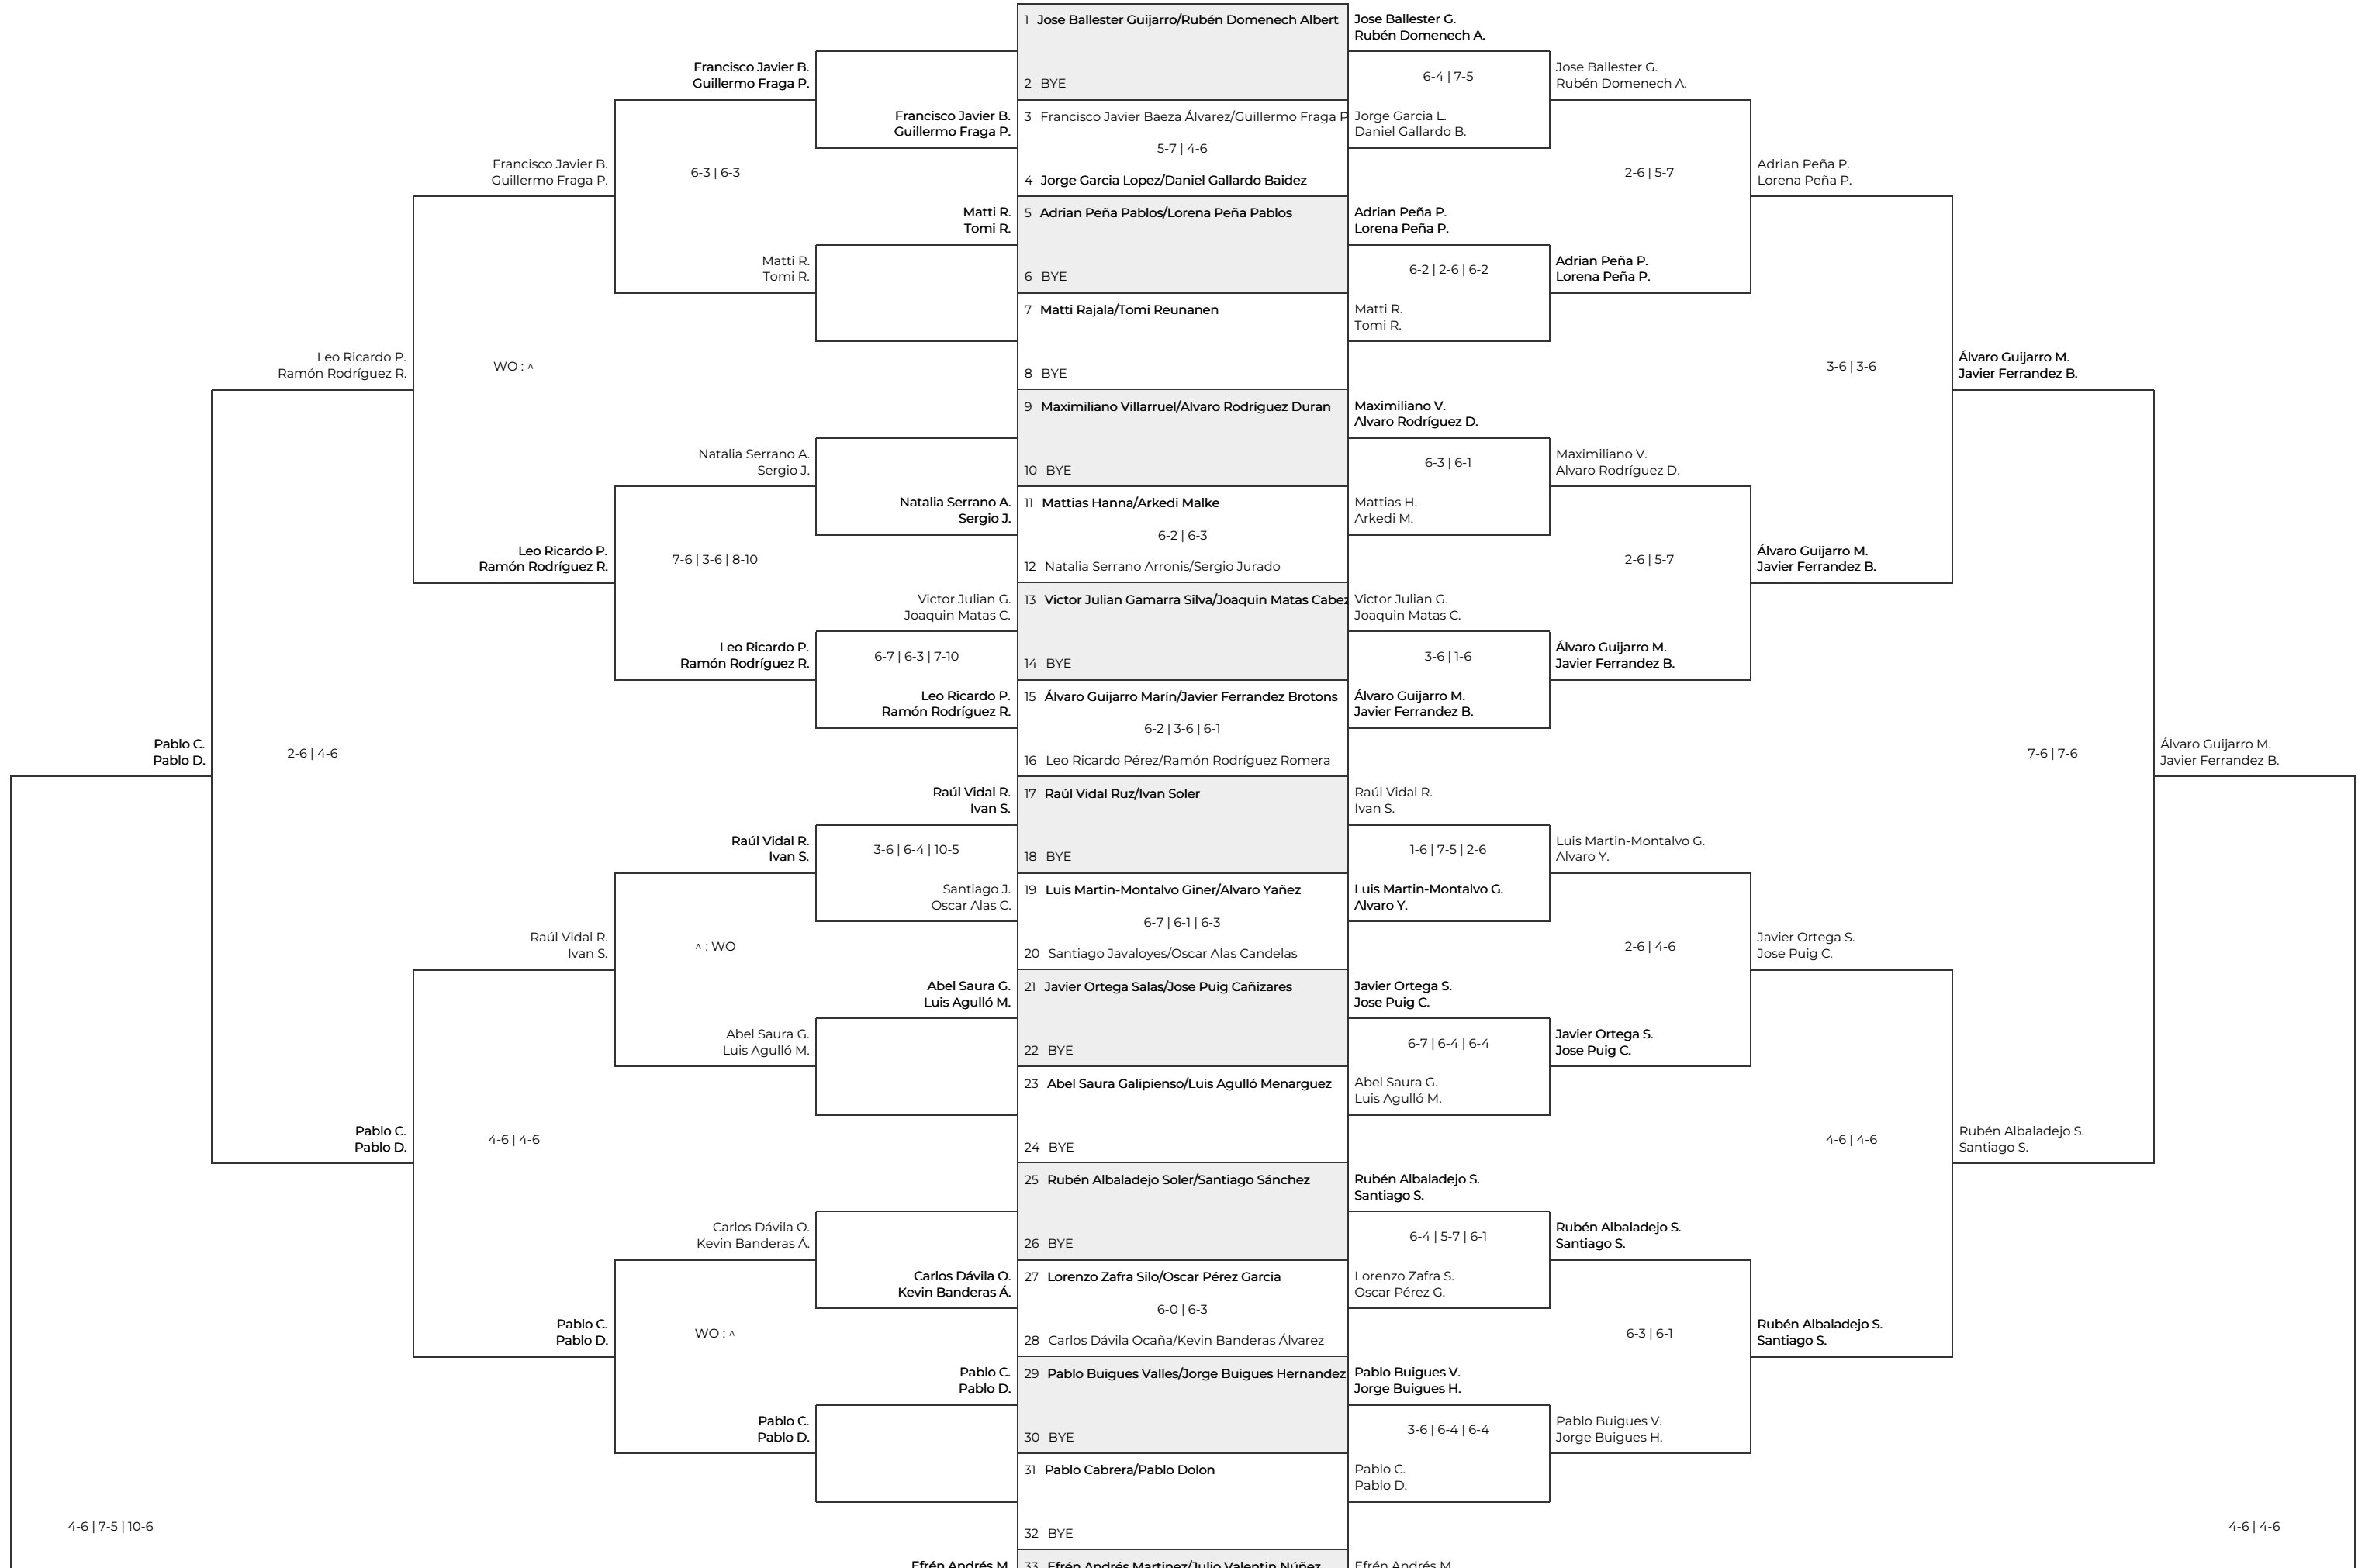 1 Jose Ballester Guijarro/Rubén Domenech Albert
2 BYE
3 Francisco Javier Baeza Álvarez/Guillermo Fraga P
5-7 | 4-6
4 Jorge Garcia Lopez/Daniel Gallardo Baidez
5 Adrian Peña Pablos/Lorena Peña Pablos
6 BYE
7 Matti Rajala/Tomi Reunanen
8 BYE
9 Maximiliano Villarruel/Alvaro Rodríguez Duran
10 BYE
11 Mattias Hanna/Arkedi Malke
6-2 | 6-3
12 Natalia Serrano Arronis/Sergio Jurado
13 Victor Julian Gamarra Silva/Joaquin Matas Cabez
14 BYE
15 Álvaro Guijarro Marín/Javier Ferrandez Brotons
6-2 | 3-6 | 6-1
16 Leo Ricardo Pérez/Ramón Rodríguez Romera
17 Raúl Vidal Ruz/Ivan Soler
18 BYE
19 Luis Martin-Montalvo Giner/Alvaro Yañez
6-7 | 6-1 | 6-3
20 Santiago Javaloyes/Oscar Alas Candelas
21 Javier Ortega Salas/Jose Puig Cañizares
22 BYE
23 Abel Saura Galipienso/Luis Agulló Menarguez
24 BYE
25 Rubén Albaladejo Soler/Santiago Sánchez
26 BYE
27 Lorenzo Zafra Silo/Oscar Pérez Garcia
6-0 | 6-3
28 Carlos Dávila Ocaña/Kevin Banderas Álvarez
29 Pablo Buigues Valles/Jorge Buigues Hernandez
30 BYE
31 Pablo Cabrera/Pablo Dolon
32 BYE
33 Efrén Andrés Martinez/Julio Valentin Núñez
Jose Ballester G.
Rubén Domenech A.
6-4 | 7-5
Jorge Garcia L.
Daniel Gallardo B.
Adrian Peña P.
Lorena Peña P.
6-2 | 2-6 | 6-2
Matti R.
Tomi R.
Maximiliano V.
Alvaro Rodríguez D.
6-3 | 6-1
Mattias H.
Arkedi M.
Victor Julian G.
Joaquin Matas C.
3-6 | 1-6
Álvaro Guijarro M.
Javier Ferrandez B.
Raúl Vidal R.
Ivan S.
1-6 | 7-5 | 2-6
Luis Martin-Montalvo G.
Alvaro Y.
Javier Ortega S.
Jose Puig C.
6-7 | 6-4 | 6-4
Abel Saura G.
Luis Agulló M.
Rubén Albaladejo S.
Santiago S.
6-4 | 5-7 | 6-1
Lorenzo Zafra S.
Oscar Pérez G.
Pablo Buigues V.
Jorge Buigues H.
3-6 | 6-4 | 6-4
Pablo C.
Pablo D.
Efrén Andrés M.
Jose Ballester G.
Rubén Domenech A.
2-6 | 5-7
Adrian Peña P.
Lorena Peña P.
Maximiliano V.
Alvaro Rodríguez D.
2-6 | 5-7
Álvaro Guijarro M.
Javier Ferrandez B.
Luis Martin-Montalvo G.
Alvaro Y.
2-6 | 4-6
Javier Ortega S.
Jose Puig C.
Rubén Albaladejo S.
Santiago S.
6-3 | 6-1
Pablo Buigues V.
Jorge Buigues H.
Adrian Peña P.
Lorena Peña P.
3-6 | 3-6
Álvaro Guijarro M.
Javier Ferrandez B.
Javier Ortega S.
Jose Puig C.
4-6 | 4-6
Rubén Albaladejo S.
Santiago S.
Álvaro Guijarro M.
Javier Ferrandez B.
7-6 | 7-6
Rubén Albaladejo S.
Santiago S.
Álvaro Guijarro M.
Javier Ferrandez B.
4-6 | 4-6
Francisco Javier B.
Guillermo Fraga P.
Matti R.
Tomi R.
Natalia Serrano A.
Sergio J.
Victor Julian G.
Joaquin Matas C.
6-7 | 6-3 | 7-10
Leo Ricardo P.
Ramón Rodríguez R.
Raúl Vidal R.
Ivan S.
3-6 | 6-4 | 10-5
Santiago J.
Oscar Alas C.
Abel Saura G.
Luis Agulló M.
Carlos Dávila O.
Kevin Banderas Á.
Pablo C.
Pablo D.
Efrén Andrés M.
Francisco Javier B.
Guillermo Fraga P.
6-3 | 6-3
Matti R.
Tomi R.
Natalia Serrano A.
Sergio J.
7-6 | 3-6 | 8-10
Leo Ricardo P.
Ramón Rodríguez R.
Raúl Vidal R.
Ivan S.
^ : WO
Abel Saura G.
Luis Agulló M.
Carlos Dávila O.
Kevin Banderas Á.
WO : ^
Pablo C.
Pablo D.
Francisco Javier B.
Guillermo Fraga P.
WO : ^
Leo Ricardo P.
Ramón Rodríguez R.
Raúl Vidal R.
Ivan S.
4-6 | 4-6
Pablo C.
Pablo D.
Leo Ricardo P.
Ramón Rodríguez R.
2-6 | 4-6
Pablo C.
Pablo D.
Pablo C.
Pablo D.
4-6 | 7-5 | 10-6